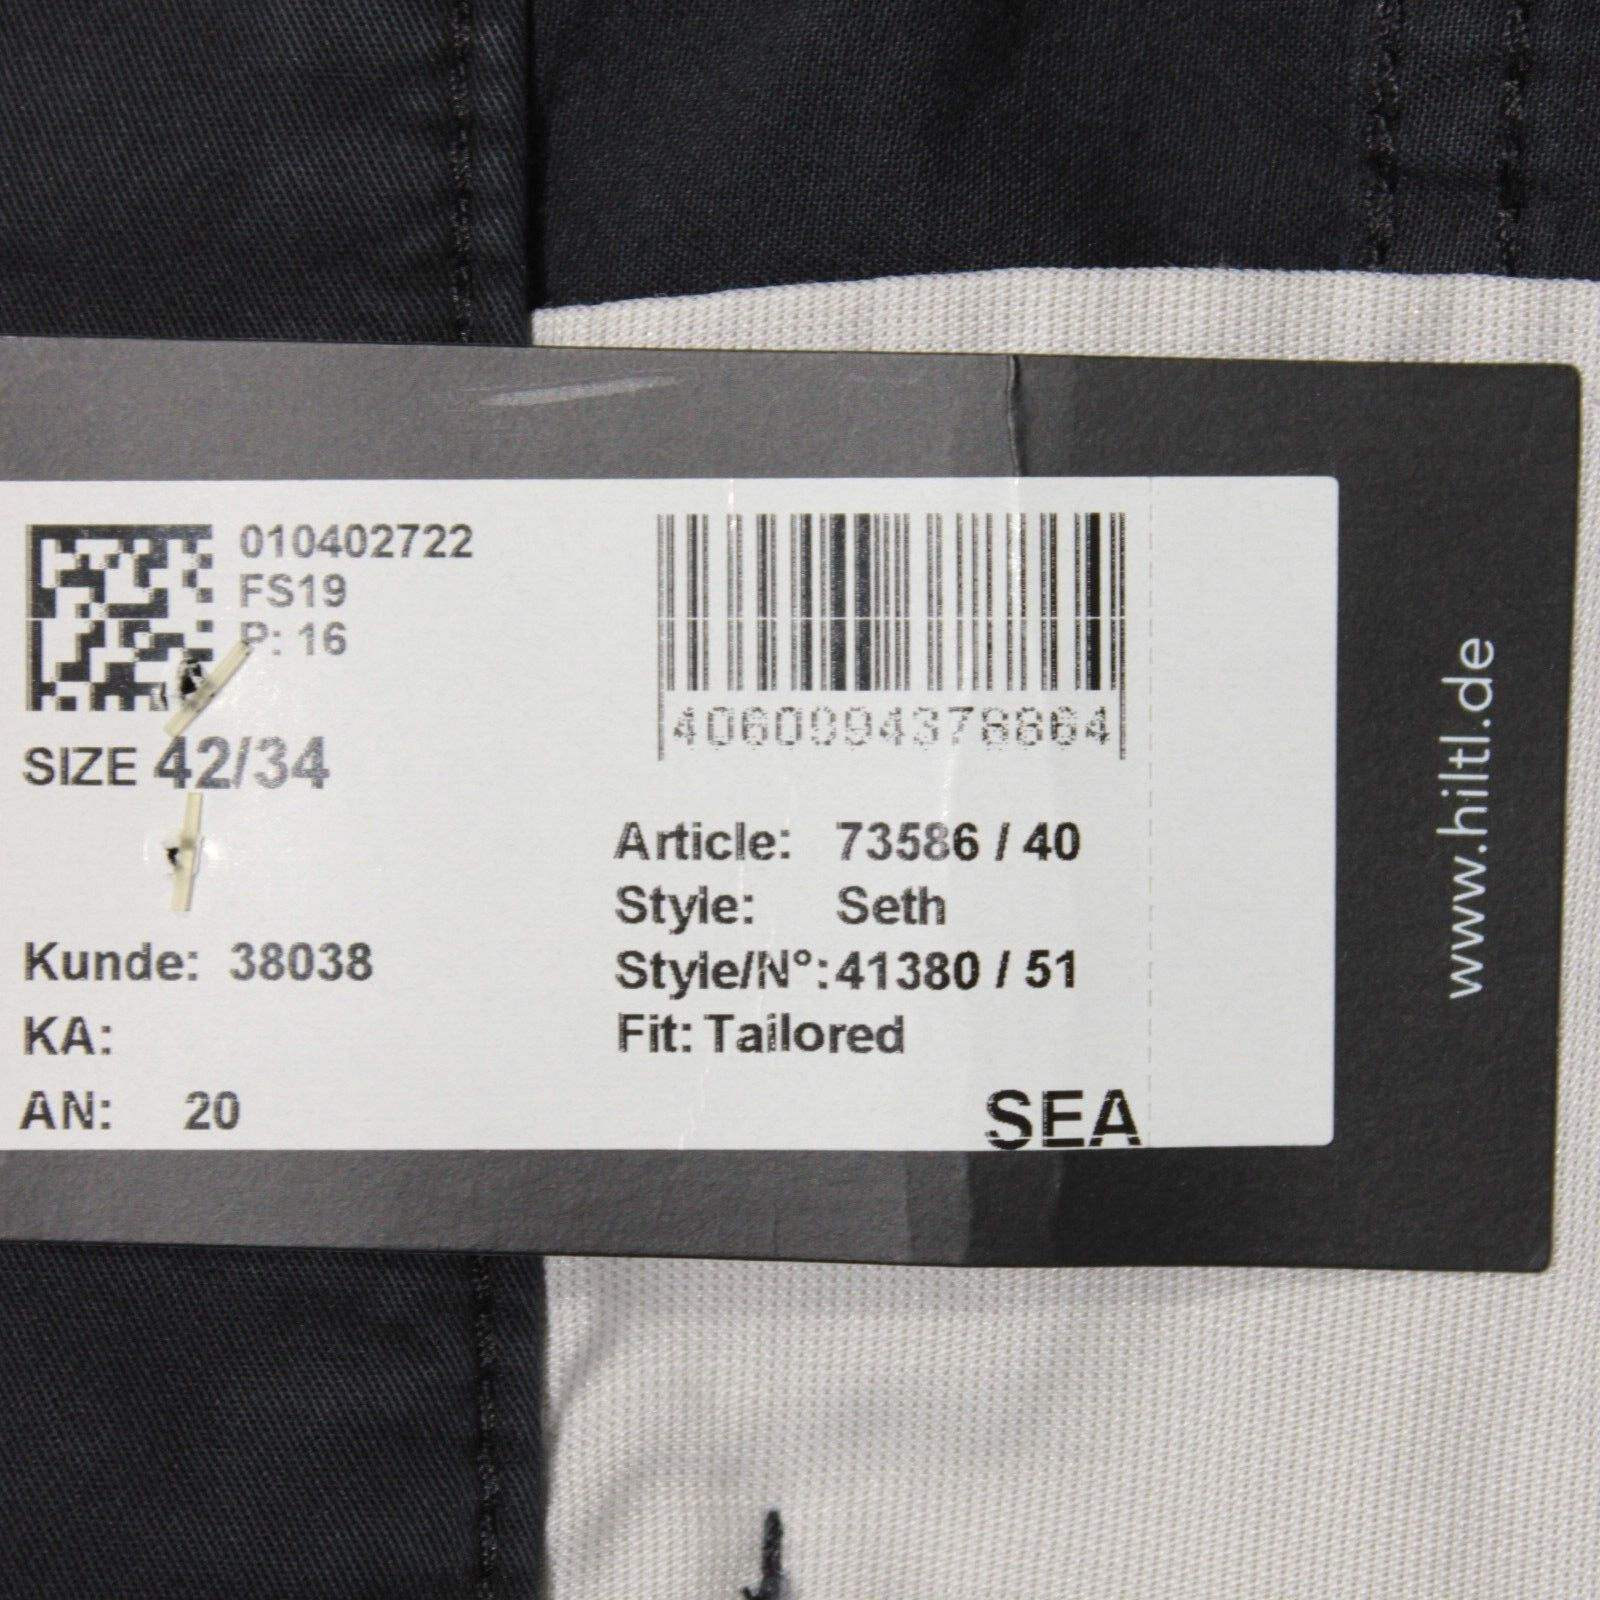 010402722
FS19
P: 16
SIZE 42/34
Kunde: 38038
KA:
AN: 20
4060994378864
Article: 73586 / 40
Style: Seth
Style/N°: 41380 / 51
Fit: Tailored
SEA
www.hiltl.de